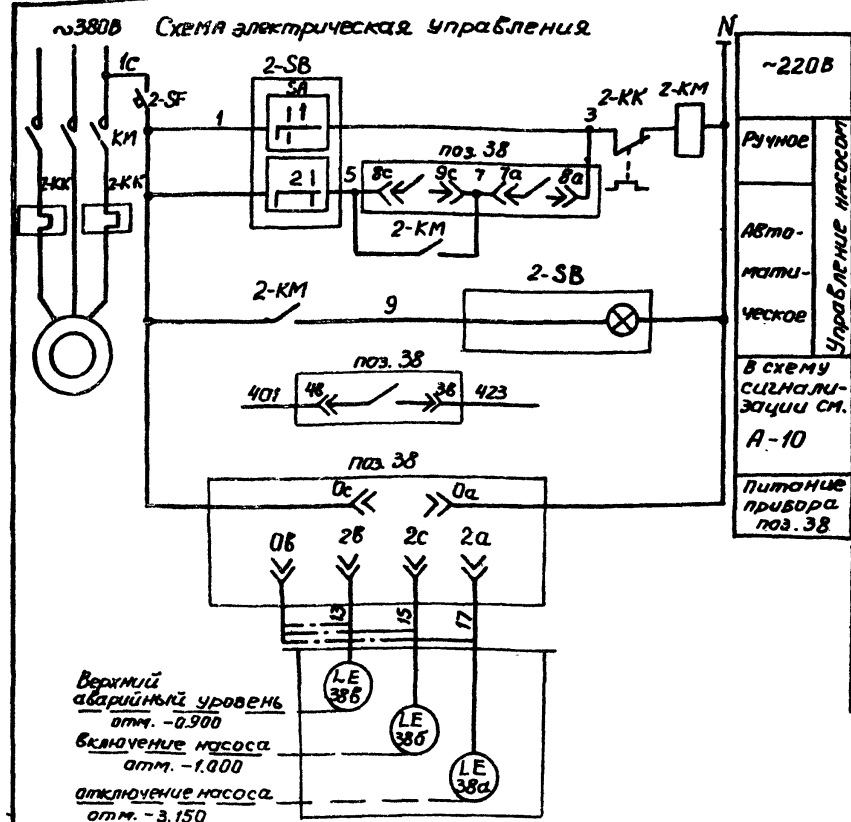 ~380В
Схема электрическая управления
N
1с
2-SF
2-SB
SA
1
1
3
2-КК
2-КМ
~220В
КМ
2-КК
2-КК
2
5
поз. 38
8с
9с
7
7а
8а
2-КМ
Ручное
Авто-
мати-
ческое
Управление насосом
2-КМ
9
2-SB
поз. 38
401
4в
3в
423
В схему
сигнали-
зации см.
А-10
поз. 38
0с
0а
Питание
прибора
поз. 38
0в
2в
2с
2а
13
15
17
Верхний
аварийный уровень
отм. -0.900
LE
38в
включение насоса
отм. -1.000
LE
38б
отключение насоса
отм. -3.150
LE
38а